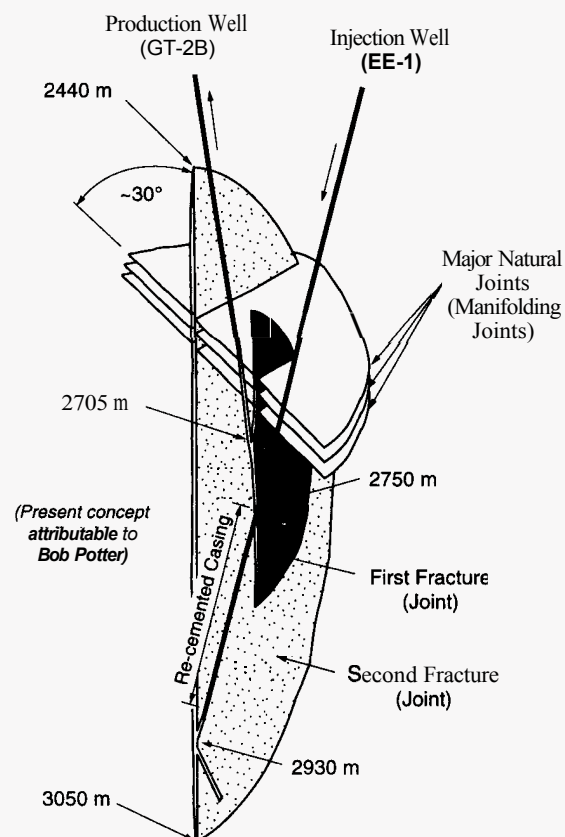 Production Well
(GT-2B)
Injection Well
(EE-1)
2440 m
~30°
Major Natural
Joints
(Manifolding
Joints)
2705 m
2750 m
(Present concept
attributable to
Bob Potter)
Re-cemented Casing
First Fracture
(Joint)
Second Fracture
(Joint)
2930 m
3050 m